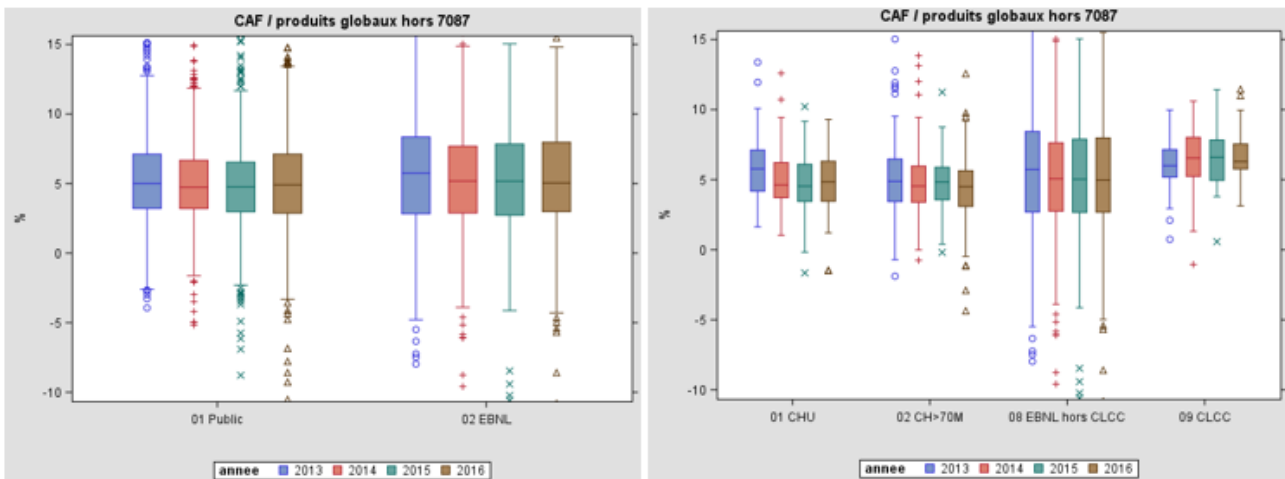 CAF / produits globaux hors 7087
15
10
5
0
-5
-10
%
01 Public 02 EBNL
annee 2013 2014 2015 2016
CAF / produits globaux hors 7087
15
10
5
0
-5
-10
%
01 CHU 02 CH>70M 08 EBNL hors CLCC 09 CLCC
annee 2013 2014 2015 2016